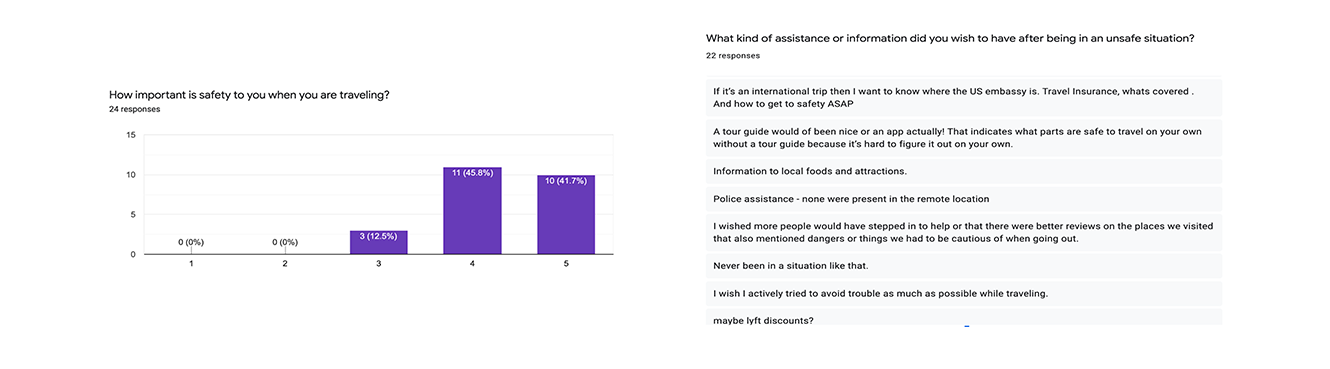 How important is safety to you when you are traveling?
24 responses
15
10
5
0
0 (0%)
0 (0%)
3 (12.5%)
11 (45.8%)
10 (41.7%)
1
2
3
4
5
What kind of assistance or information did you wish to have after being in an unsafe situation?
22 responses
If it's an international trip then I want to know where the US embassy is. Travel Insurance, whats covered .
And how to get to safety ASAP
A tour guide would of been nice or an app actually! That indicates what parts are safe to travel on your own
without a tour guide because it's hard to figure it out on your own.
Information to local foods and attractions.
Police assistance - none were present in the remote location
I wished more people would have stepped in to help or that there were better reviews on the places we visited
that also mentioned dangers or things we had to be cautious of when going out.
Never been in a situation like that.
I wish I actively tried to avoid trouble as much as possible while traveling.
maybe lyft discounts?